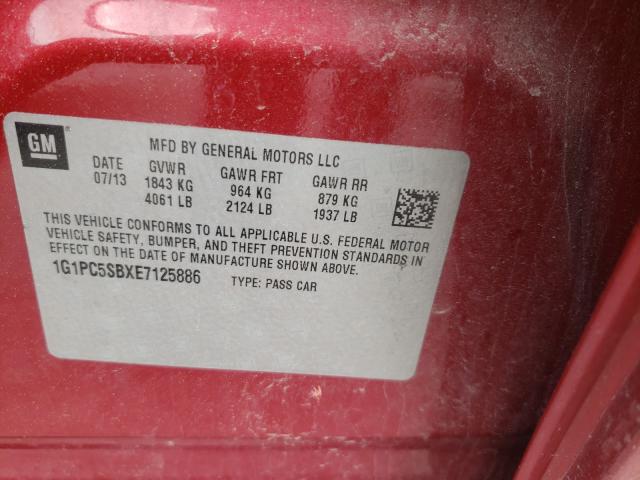 GM
MFD BY GENERAL MOTORS LLC
DATE GVWR GAWR FRT GAWR RR
07/13 1843 KG 964 KG 879 KG
4061 LB 2124 LB 1937 LB
THIS VEHICLE CONFORMS TO ALL APPLICABLE U.S. FEDERAL MOTOR
VEHICLE SAFETY, BUMPER, AND THEFT PREVENTION STANDARDS IN
EFFECT ON THE DATE OF MANUFACTURE SHOWN ABOVE.
1G1PC5SBXE7125886 TYPE: PASS CAR